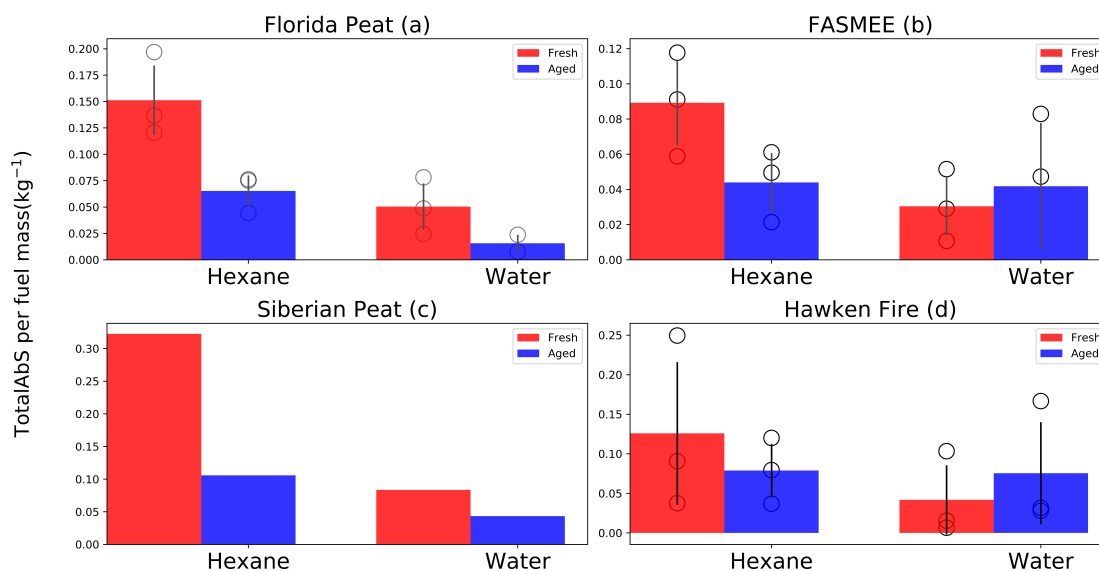 Florida Peat (a)
FASMEE (b)
TotalAbS per fuel mass(kg⁻¹)
0.200
0.175
0.150
0.125
0.100
0.075
0.050
0.025
0.000
Fresh
Aged
Hexane
Water
0.12
0.10
0.08
0.06
0.04
0.02
0.00
Fresh
Aged
Hexane
Water
Siberian Peat (c)
Hawken Fire (d)
0.30
0.25
0.20
0.15
0.10
0.05
0.00
Fresh
Aged
Hexane
Water
0.25
0.20
0.15
0.10
0.05
0.00
Fresh
Aged
Hexane
Water